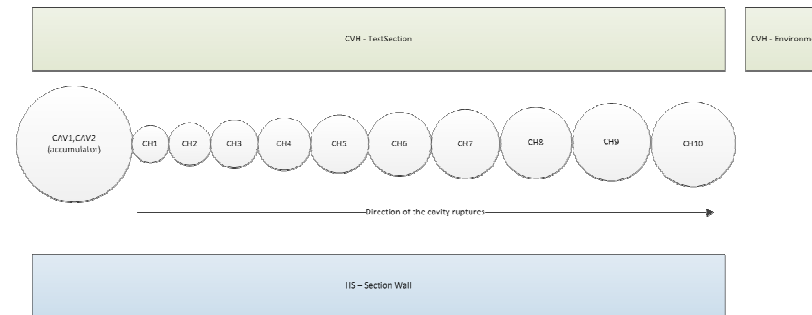 CVH - TestSection
CVH - Environm
CAV1,CAV2
(accumulator)
CH1
CH2
CH3
CH4
CH5
CH6
CH7
CH8
CH9
CH10
Direction of the cavity ruptures
HS – Section Wall